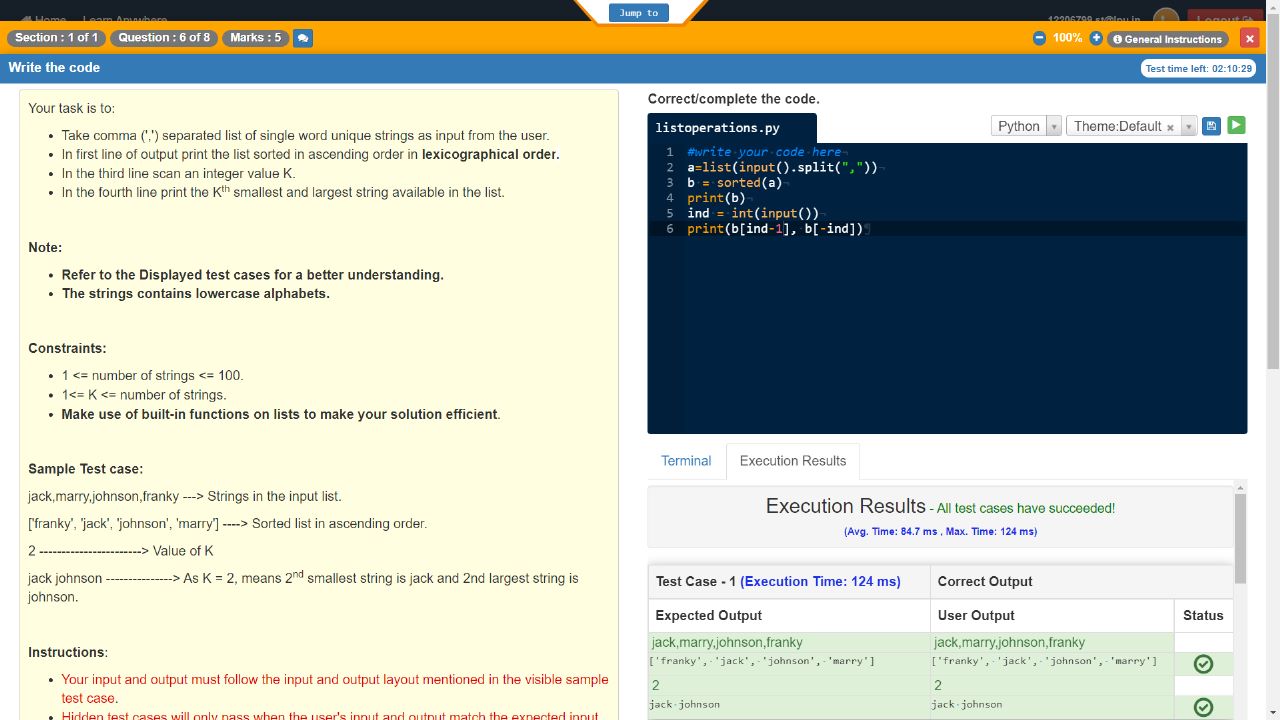 Jump to
Home Learn Anywhere
12206799.st@lpu.in Logout
Section : 1 of 1 Question : 6 of 8 Marks : 5
100% General Instructions
Write the code
Test time left: 02:10:29
Your task is to:
Take comma (',') separated list of single word unique strings as input from the user.
In first line of output print the list sorted in ascending order in lexicographical order.
In the third line scan an integer value K.
In the fourth line print the Kth smallest and largest string available in the list.
Note:
Refer to the Displayed test cases for a better understanding.
The strings contains lowercase alphabets.
Constraints:
1 <= number of strings <= 100.
1<= K <= number of strings.
Make use of built-in functions on lists to make your solution efficient.
Sample Test case:
jack,marry,johnson,franky ---> Strings in the input list.
['franky', 'jack', 'johnson', 'marry'] ----> Sorted list in ascending order.
2 -----------------------> Value of K
jack johnson ---------------> As K = 2, means 2nd smallest string is jack and 2nd largest string is
johnson.
Instructions:
Your input and output must follow the input and output layout mentioned in the visible sample
test case.
Hidden test cases will only pass when the user's input and output match the expected input
Correct/complete the code.
listoperations.py
Python
Theme:Default
1 #write your code here
2 a=list(input().split(","))
3 b = sorted(a)
4 print(b)
5 ind = int(input())
6 print(b[ind-1], b[-ind])
Terminal Execution Results
Execution Results - All test cases have succeeded!
(Avg. Time: 84.7 ms , Max. Time: 124 ms)
Test Case - 1 (Execution Time: 124 ms) Correct Output
Expected Output User Output Status
jack,marry,johnson,franky jack,marry,johnson,franky
['franky', 'jack', 'johnson', 'marry'] ['franky', 'jack', 'johnson', 'marry']
2 2
jack johnson jack johnson